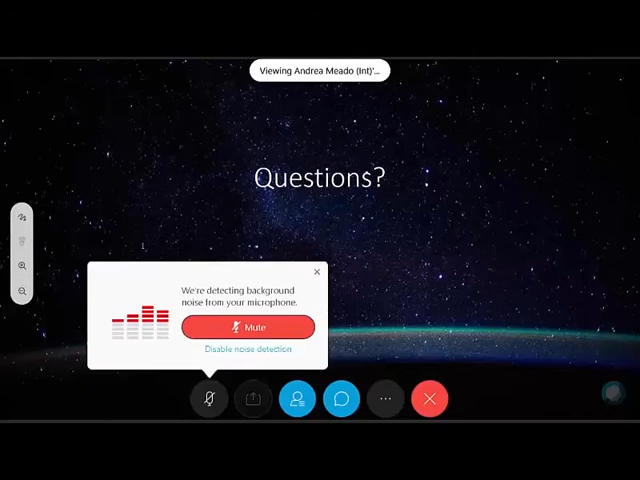 Viewing Andrea Meado (Int)'...
Questions?
We're detecting background
noise from your microphone.
Mute
Disable noise detection